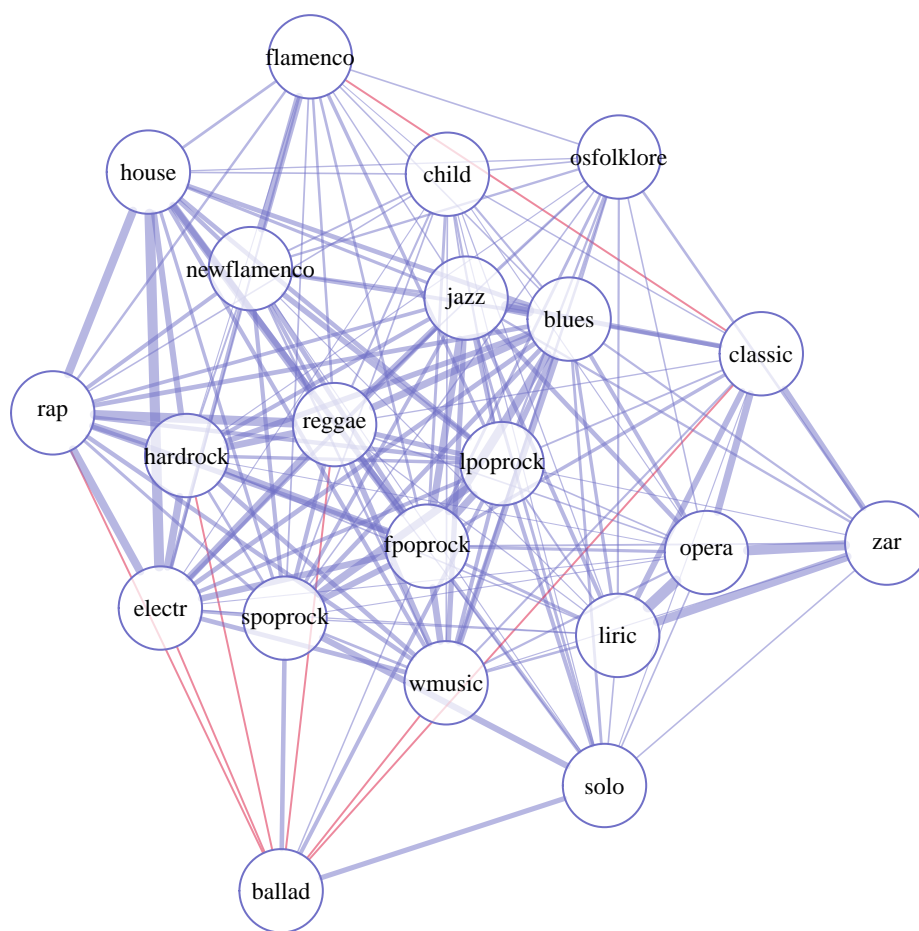 flamenco
osfolklore
house
child
newflamenco
jazz
blues
classic
rap
reggae
hardrock
lpoprock
fpoprock
opera
zar
electr
spoprock
liric
wmusic
solo
ballad